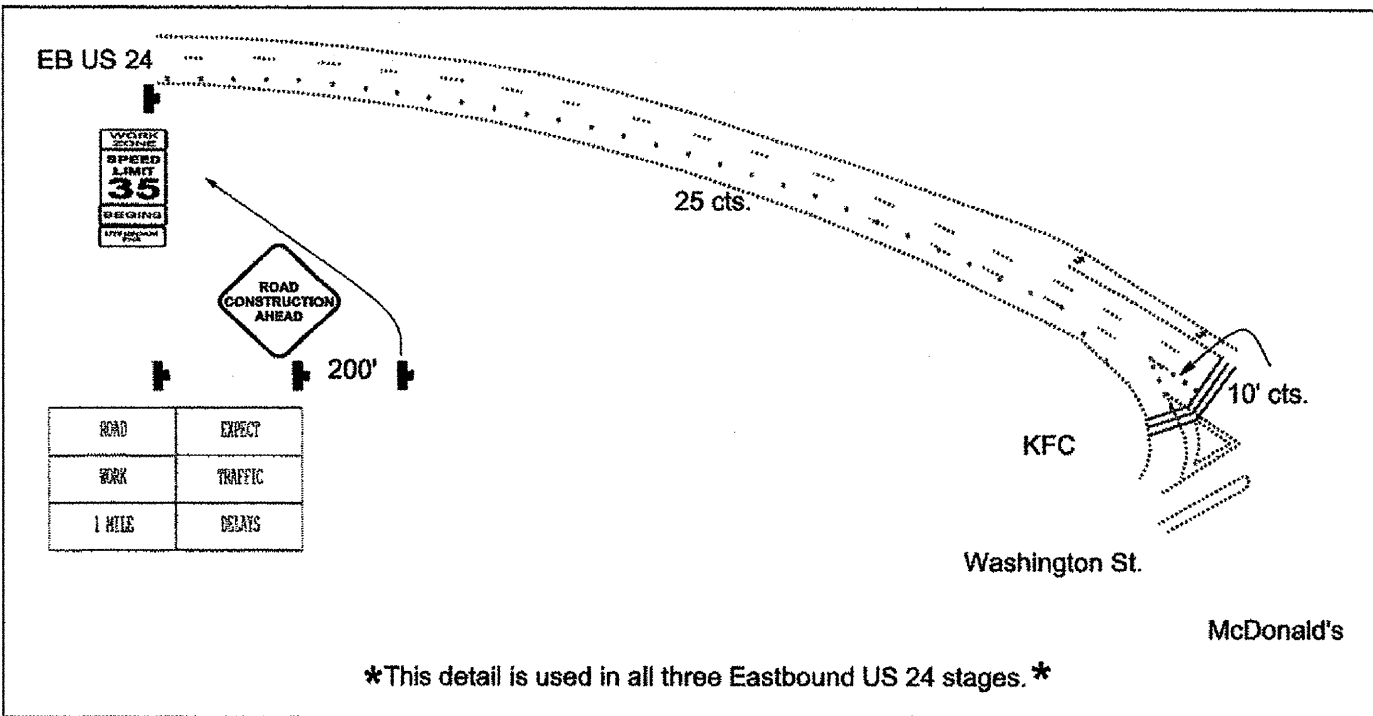 EB US 24
WORK
ZONE
SPEED
LIMIT
35
BEGINS
ROAD
CONSTRUCTION
AHEAD
200'
ROAD EXPECT
WORK TRAFFIC
1 MILE DELAYS
25 cts.
10' cts.
KFC
Washington St.
McDonald's
*This detail is used in all three Eastbound US 24 stages.*